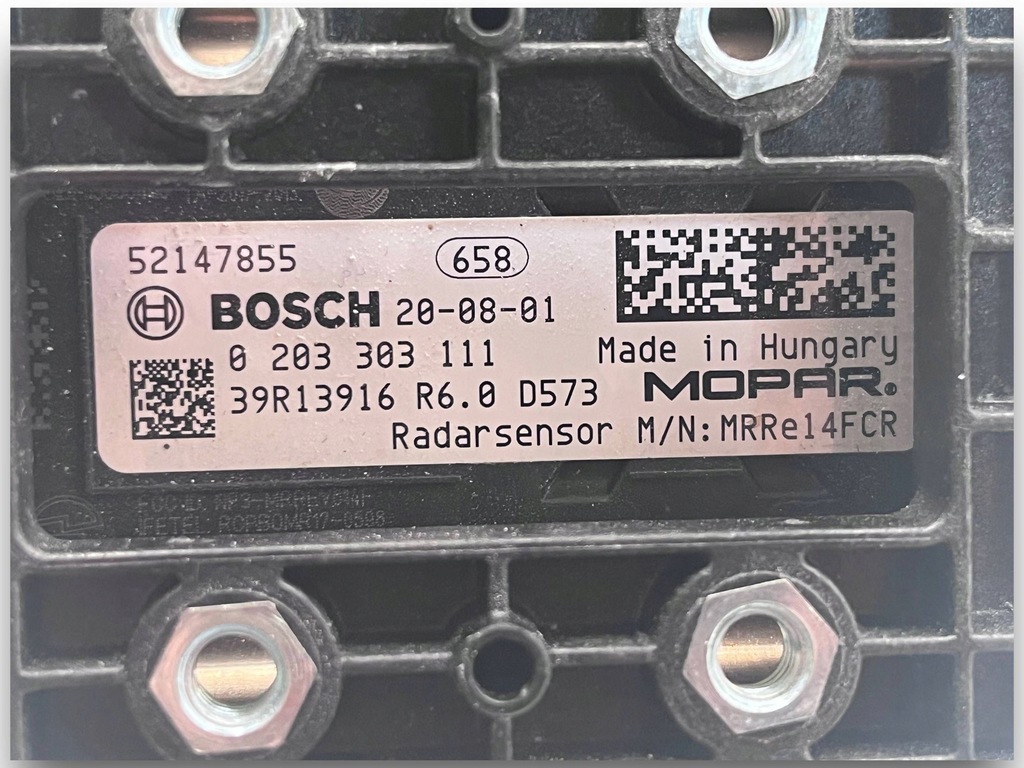 52147855 658
BOSCH 20-08-01
0 203 303 111 Made in Hungary
39R13916 R6.0 D573 MOPAR®
Radarsensor M/N: MRRe14FCR